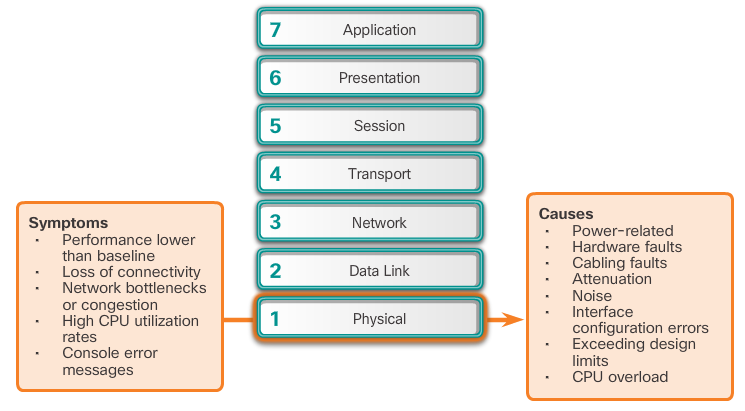 7 Application
6 Presentation
5 Session
4 Transport
3 Network
2 Data Link
1 Physical
Symptoms
· Performance lower
than baseline
· Loss of connectivity
· Network bottlenecks
or congestion
· High CPU utilization
rates
· Console error
messages
Causes
· Power-related
· Hardware faults
· Cabling faults
· Attenuation
· Noise
· Interface
configuration errors
· Exceeding design
limits
· CPU overload